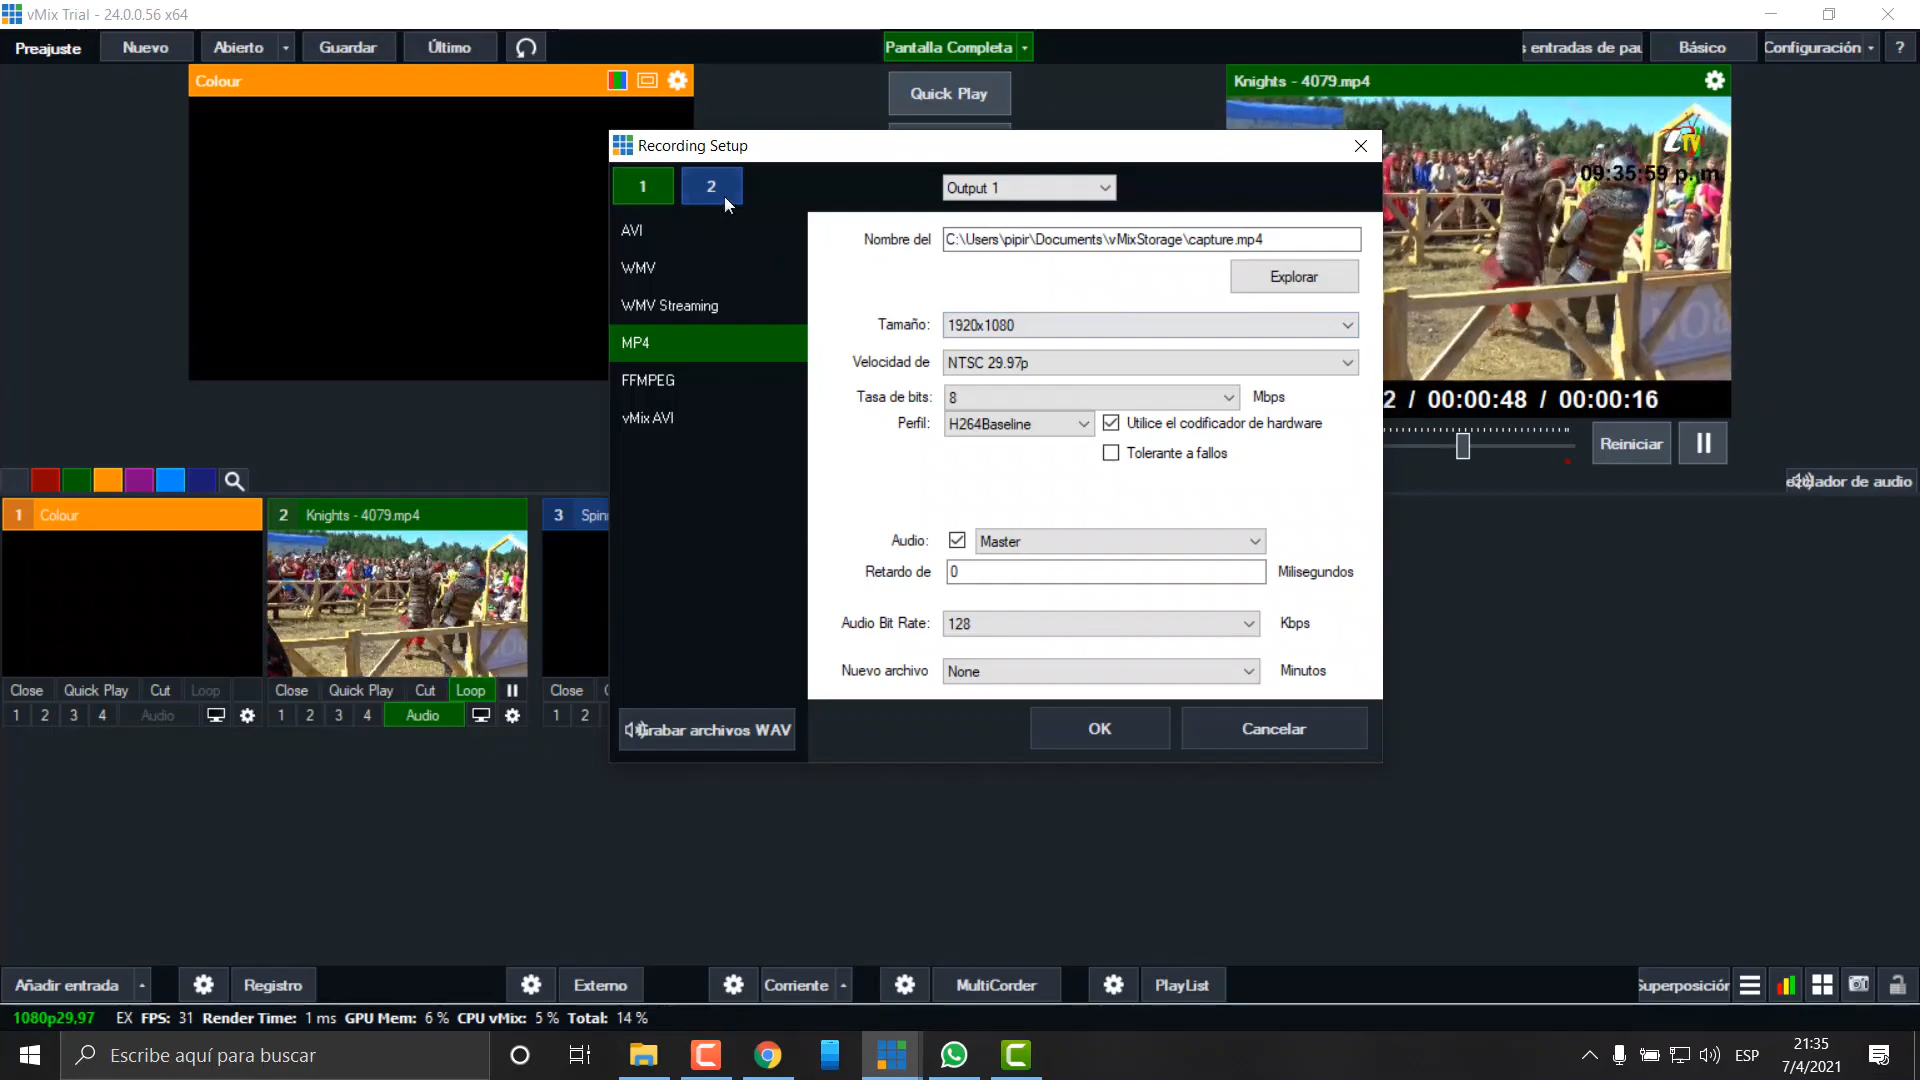 vMix Trial - 24.0.0.56 x64
Preajuste
Nuevo
Abierto
Guardar
Último
Pantalla Completa
entradas de pau
Básico
Configuración
?
Colour
Quick Play
Knights - 4079.mp4
09:35:59 p. m.
Recording Setup
1
2
Output 1
AVI
WMV
WMV Streaming
MP4
FFMPEG
vMix AVI
Nombre del
C:\Users\pipir\Documents\vMixStorage\capture.mp4
Explorar
Tamaño:
1920x1080
Velocidad de
NTSC 29.97p
Tasa de bits:
8
Mbps
Perfil:
H264Baseline
Utilice el codificador de hardware
Tolerante a fallos
Audio:
Master
Retardo de
0
Milisegundos
Audio Bit Rate:
128
Kbps
Nuevo archivo
None
Minutos
Grabar archivos WAV
OK
Cancelar
2 / 00:00:48 / 00:00:16
Reiniciar
ador de audio
1 Colour
2 Knights - 4079.mp4
3 Spin
Close Quick Play Cut Loop
Close Quick Play Cut Loop
Close
1 2 3 4 Audio
1 2 3 4 Audio
1 2
Añadir entrada
Registro
Externo
Corriente
MultiCorder
PlayList
Superposición
1080p29,97 EX FPS: 31 Render Time: 1 ms GPU Mem: 6 % CPU vMix: 5 % Total: 14 %
Escribe aquí para buscar
ESP
21:35
7/4/2021